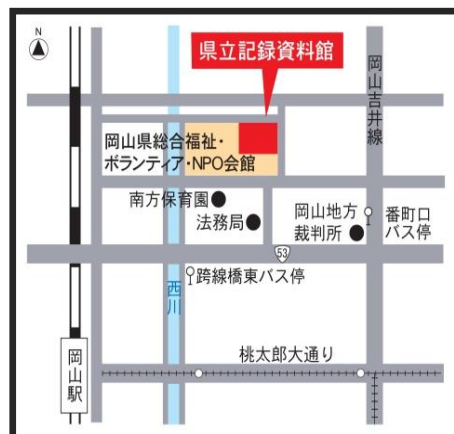 N
県立記録資料館
岡山吉井線
岡山県総合福祉・
ボランティア・NPO会館
南方保育園
法務局
岡山地方
裁判所
番町口
バス停
53
跨線橋東バス停
西川
桃太郎大通り
岡山駅